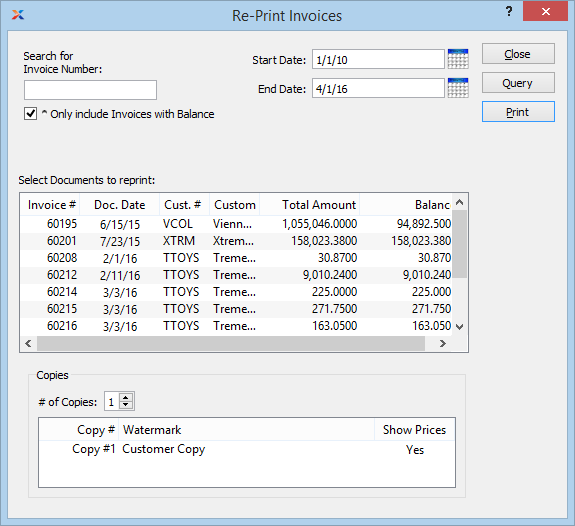 Re-Print Invoices
?
Search for
Invoice Number:
Start Date: 1/1/10
Close
End Date: 4/1/16
Query
^ Only include Invoices with Balance
Print
Select Documents to reprint:
Invoice # Doc. Date Cust. # Custom Total Amount Balanc
60195 6/15/15 VCOL Vienn... 1,055,046.0000 94,892.500
60201 7/23/15 XTRM Xtrem... 158,023.3800 158,023.380
60208 2/1/16 TTOYS Treme... 30.8700 30.870
60212 2/11/16 TTOYS Treme... 9,010.2400 9,010.240
60214 3/3/16 TTOYS Treme... 225.0000 225.000
60215 3/3/16 TTOYS Treme... 271.7500 271.750
60216 3/3/16 TTOYS Treme... 163.0500 163.050
Copies
# of Copies: 1
Copy # Watermark Show Prices
Copy #1 Customer Copy Yes